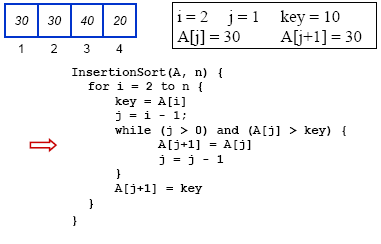 30 30 40 20
1 2 3 4
i = 2 j = 1 key = 10
A[j] = 30 A[j+1] = 30
InsertionSort(A, n) {
for i = 2 to n {
key = A[i]
j = i - 1;
while (j > 0) and (A[j] > key) {
A[j+1] = A[j]
j = j - 1
}
A[j+1] = key
}
}